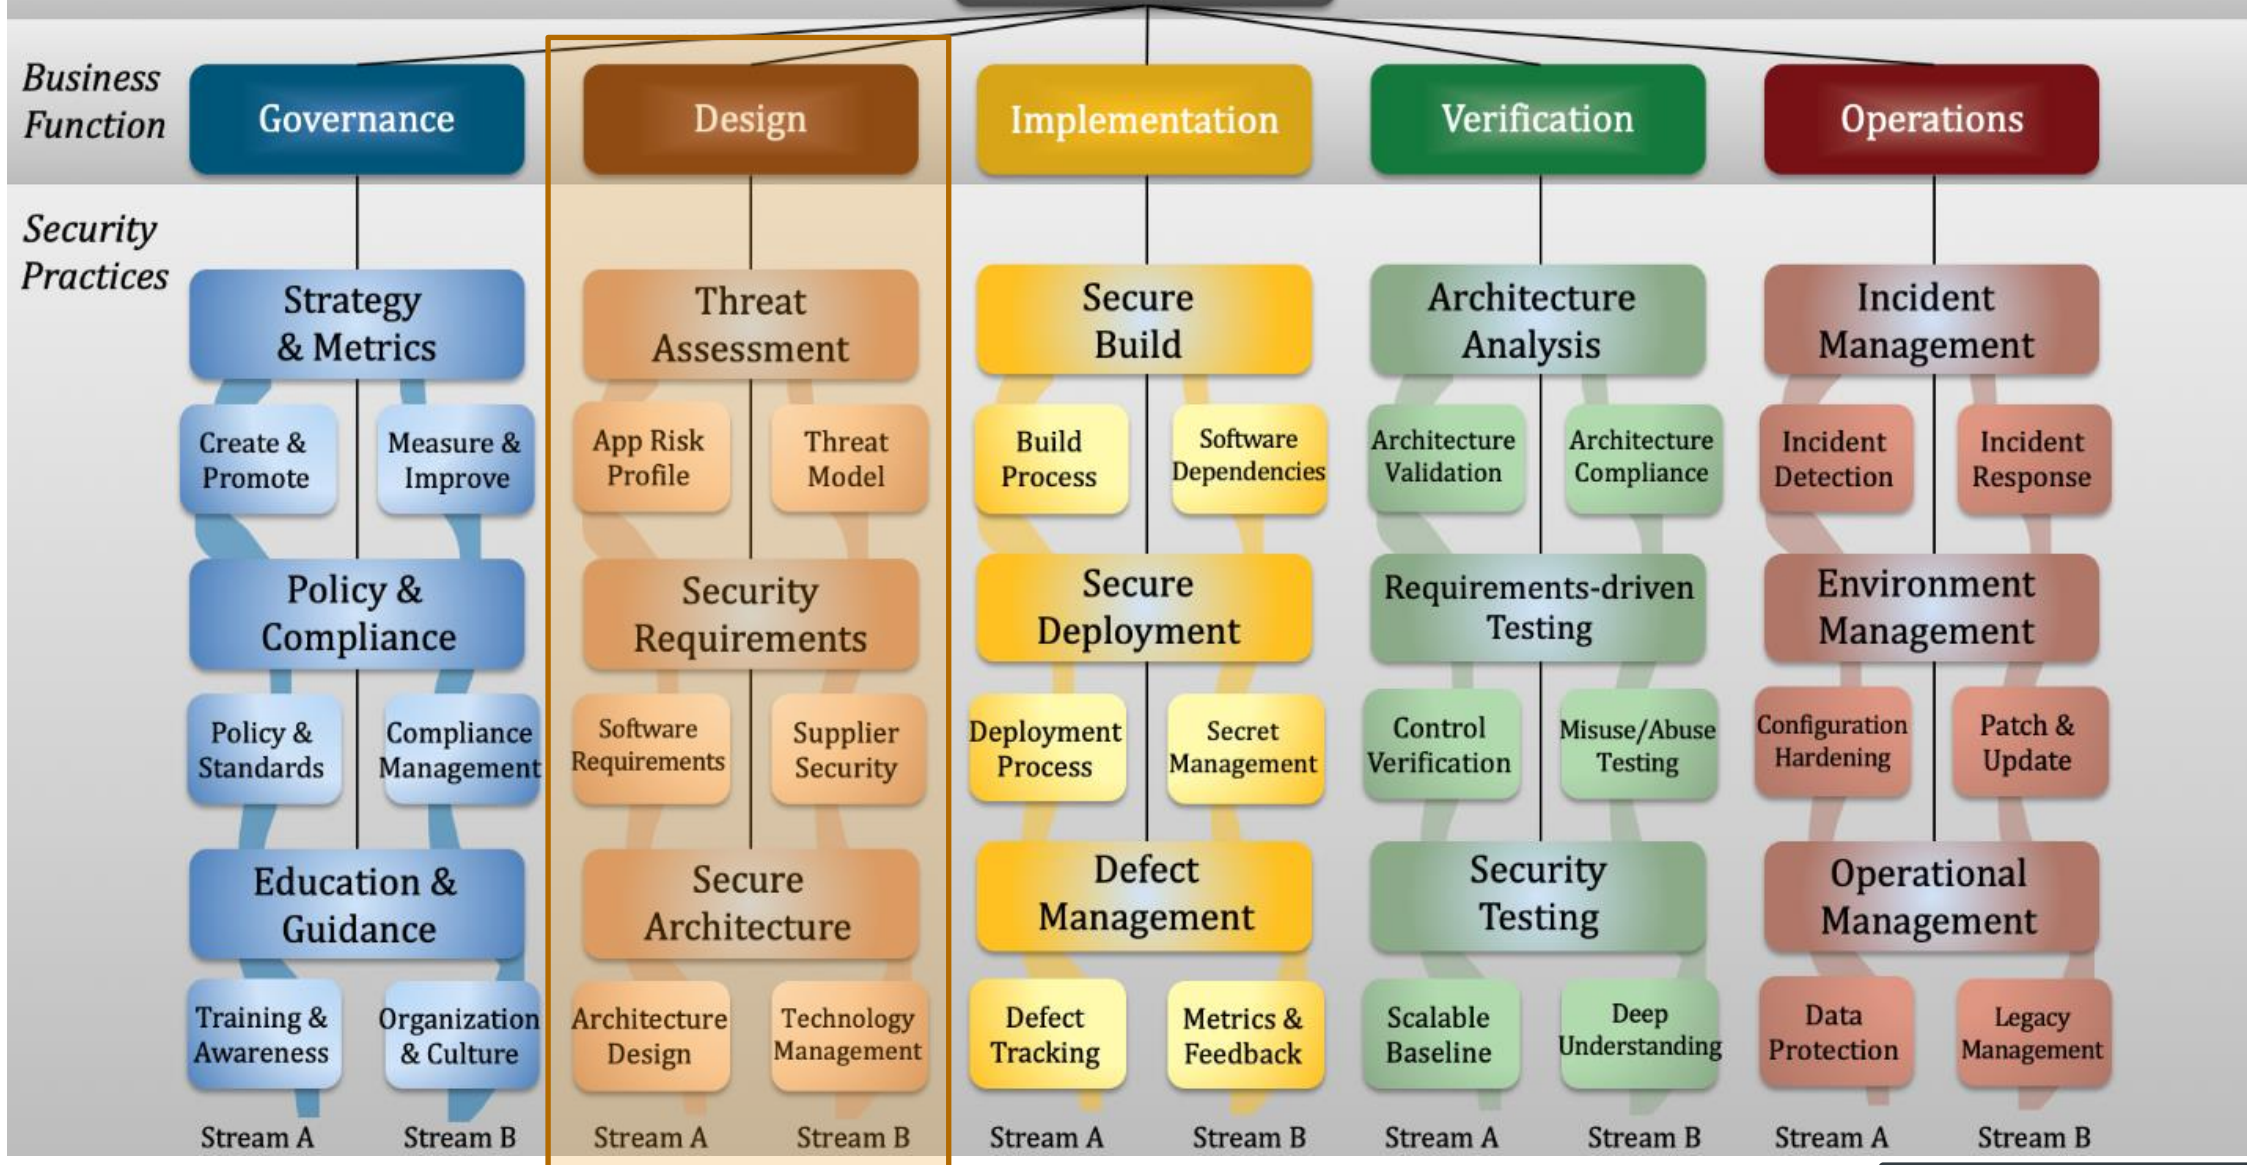 Business
Function
Governance
Design
Implementation
Verification
Operations
Security
Practices
Strategy
& Metrics
Threat
Assessment
Secure
Build
Architecture
Analysis
Incident
Management
Create &
Promote
Measure &
Improve
App Risk
Profile
Threat
Model
Build
Process
Software
Dependencies
Architecture
Validation
Architecture
Compliance
Incident
Detection
Incident
Response
Policy &
Compliance
Security
Requirements
Secure
Deployment
Requirements-driven
Testing
Environment
Management
Policy &
Standards
Compliance
Management
Software
Requirements
Supplier
Security
Deployment
Process
Secret
Management
Control
Verification
Misuse/Abuse
Testing
Configuration
Hardening
Patch &
Update
Education &
Guidance
Secure
Architecture
Defect
Management
Security
Testing
Operational
Management
Training &
Awareness
Organization
& Culture
Architecture
Design
Technology
Management
Defect
Tracking
Metrics &
Feedback
Scalable
Baseline
Deep
Understanding
Data
Protection
Legacy
Management
Stream A
Stream B
Stream A
Stream B
Stream A
Stream B
Stream A
Stream B
Stream A
Stream B